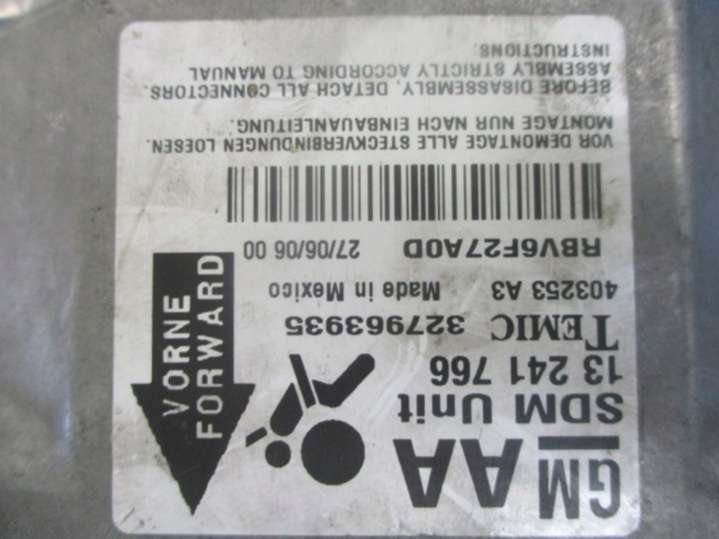 GM AA
SDM Unit
13 241 766
TEMIC 327963935
403253 A3 Made in Mexico
RBV6F27A0D 27/06/06 00
VORNE
FORWARD
VOR DEMONTAGE ALLE STECKVERBINDUNGEN LOESEN.
MONTAGE NUR NACH EINBAUANLEITUNG.
BEFORE DISASSEMBLY, DETACH ALL CONNECTORS.
ASSEMBLY STRICTLY ACCORDING TO MANUAL
INSTRUCTIONS.